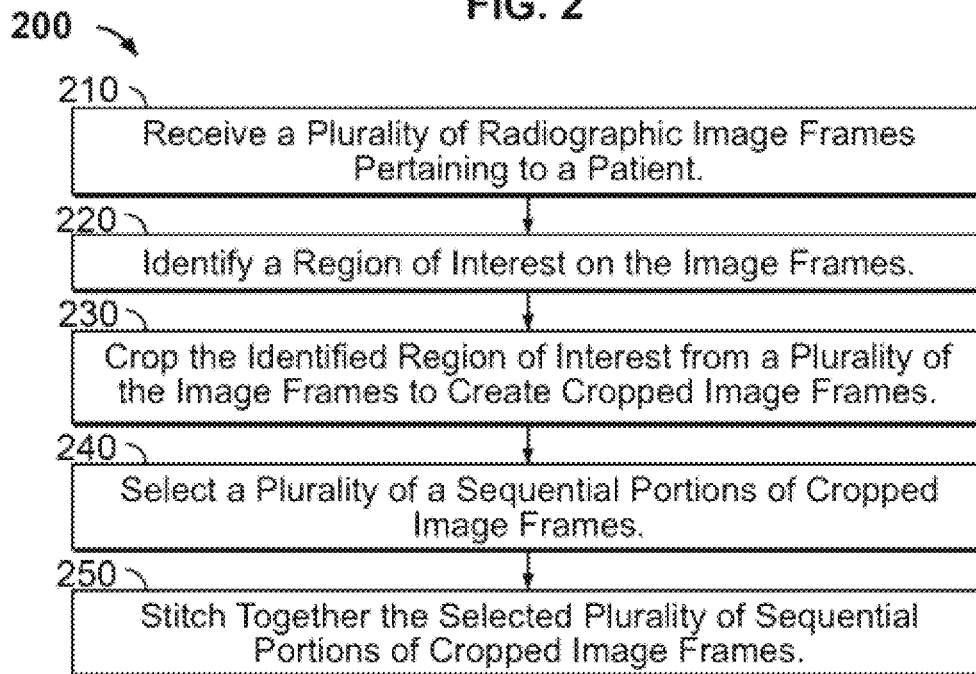 FIG. 2
200
210
Receive a Plurality of Radiographic Image Frames
Pertaining to a Patient.
220
Identify a Region of Interest on the Image Frames.
230
Crop the Identified Region of Interest from a Plurality of
the Image Frames to Create Cropped Image Frames.
240
Select a Plurality of a Sequential Portions of Cropped
Image Frames.
250
Stitch Together the Selected Plurality of Sequential
Portions of Cropped Image Frames.